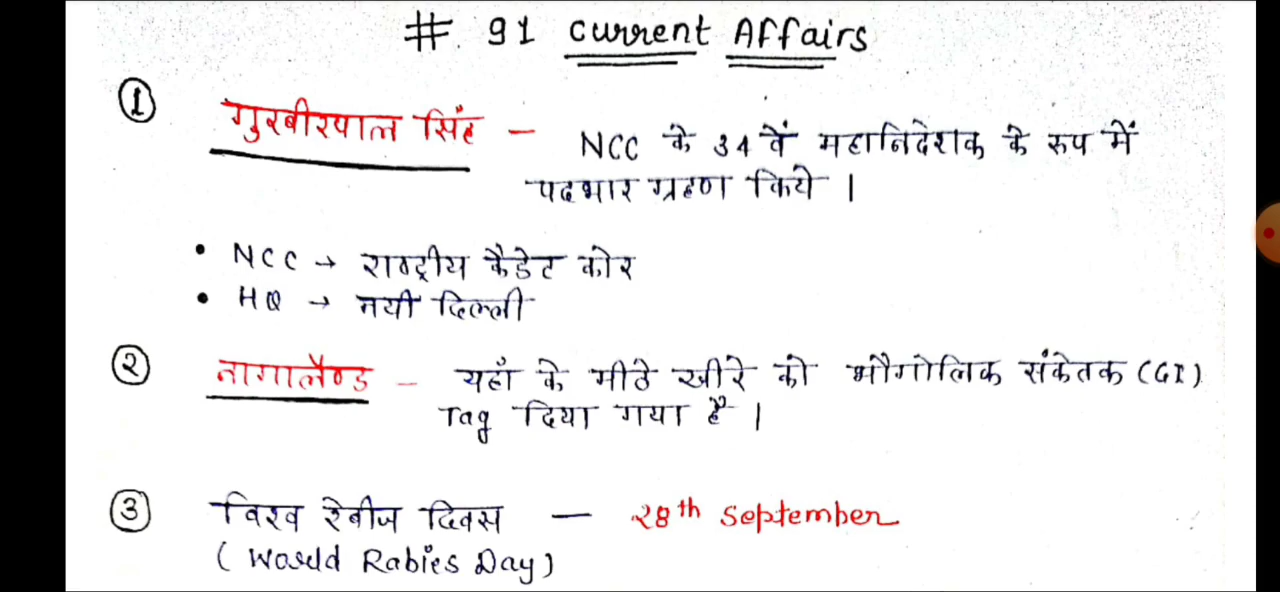 # 91 Current Affairs
① गुरबीरपाल सिंह – NCC के 34 वें महानिदेशक के रुप में
पदभार ग्रहण किये ।
• NCC → राष्ट्रीय कैडेट कोर
• HQ → नयी दिल्ली
② नागालैण्ड – यहाँ के मीठे खीरे को भौगोलिक संकेतक (GI)
Tag दिया गया है ।
③ विश्व रेबीज दिवस — 28th September
(World Rabies Day)